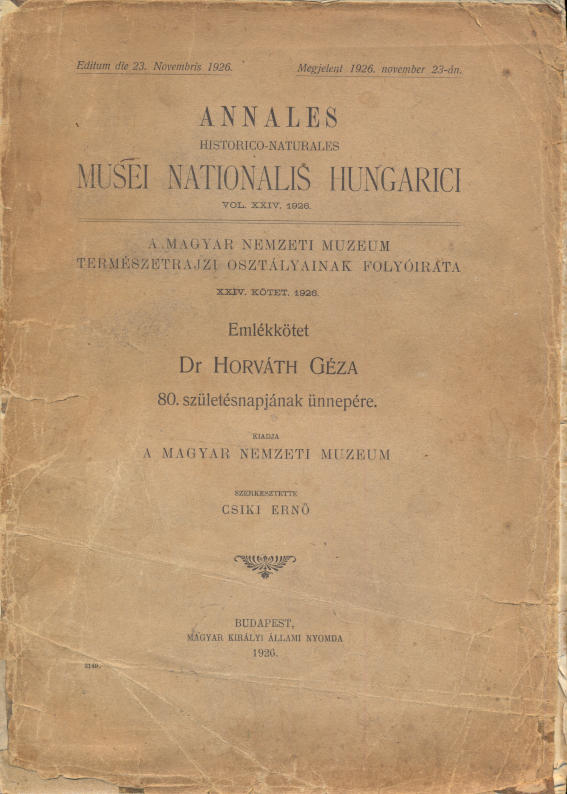 Editum die 23. Novembris 1926.
Megjelent 1926. november 23-án.
ANNALES
HISTORICO-NATURALES
MUSEI NATIONALIS HUNGARICI
VOL. XXIV. 1926.
A MAGYAR NEMZETI MUZEUM
TERMÉSZETRAJZI OSZTÁLYAINAK FOLYÓIRATA
XXIV. KÖTET. 1926.
Emlékkötet
Dr HORVÁTH GÉZA
80. születésnapjának ünnepére.
KIADJA
A MAGYAR NEMZETI MUZEUM
SZERKESZTETTE
CSIKI ERNŐ
BUDAPEST,
MAGYAR KIRÁLYI ÁLLAMI NYOMDA
1926.